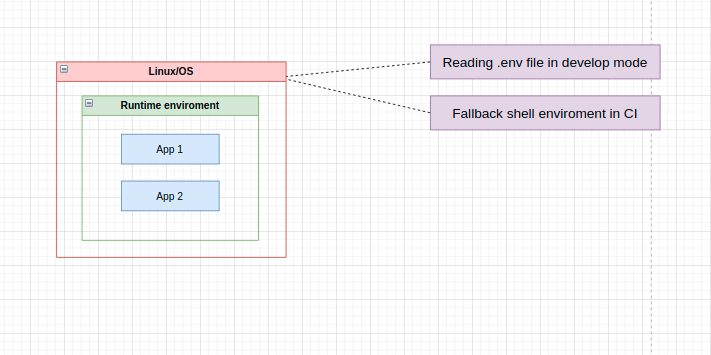 Linux/OS
Runtime enviroment
App 1
App 2
Reading .env file in develop mode
Fallback shell enviroment in CI